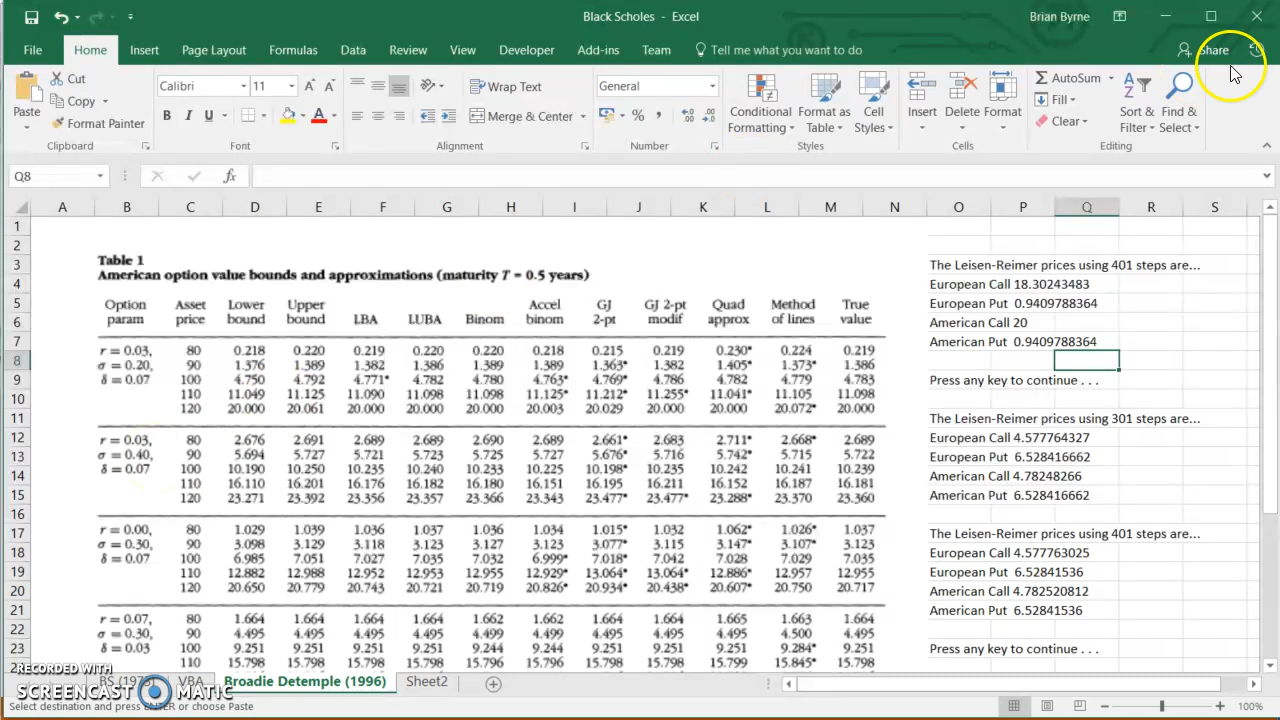 Black Scholes - Excel
Brian Byrne
File Home Insert Page Layout Formulas Data Review View Developer Add-ins Team Tell me what you want to do Share
Paste
Cut
Copy
Format Painter
Clipboard
Calibri 11
B I U
Font
Wrap Text
Merge & Center
Alignment
General
Number
Conditional Formatting
Format as Table
Cell Styles
Styles
Insert Delete Format
Cells
AutoSum
Fill
Clear
Sort & Filter
Find & Select
Editing
Q8
fx
A B C D E F G H I J K L M N O P Q R S
1
2
3 The Leisen-Reimer prices using 401 steps are...
4 European Call 18.30243483
5 European Put 0.9409788364
6 American Call 20
7 American Put 0.9409788364
8
9 Press any key to continue . . .
10
11 The Leisen-Reimer prices using 301 steps are...
12 European Call 4.577764327
13 European Put 6.528416662
14 American Call 4.78248266
15 American Put 6.528416662
16
17 The Leisen-Reimer prices using 401 steps are...
18 European Call 4.577763025
19 European Put 6.52841536
20 American Call 4.782520812
21 American Put 6.52841536
22
23 Press any key to continue . . .
Table 1
American option value bounds and approximations (maturity T = 0.5 years)
Option param Asset price Lower bound Upper bound LBA LUBA Binom Accel binom GJ 2-pt GJ 2-pt modif Quad approx Method of lines True value
r = 0.03, 80 0.218 0.220 0.219 0.220 0.220 0.218 0.215 0.219 0.230* 0.224 0.219
σ = 0.20, 90 1.376 1.389 1.382 1.386 1.389 1.389 1.363* 1.382 1.405* 1.373* 1.386
δ = 0.07 100 4.750 4.792 4.771* 4.782 4.780 4.763* 4.769* 4.786 4.782 4.779 4.783
110 11.049 11.125 11.090 11.098 11.098 11.125* 11.212* 11.255* 11.041* 11.105 11.098
120 20.000 20.061 20.000 20.000 20.000 20.003 20.029 20.000 20.000 20.072* 20.000
r = 0.03, 80 2.676 2.691 2.689 2.689 2.690 2.689 2.661* 2.683 2.711* 2.668* 2.689
σ = 0.40, 90 5.694 5.727 5.721 5.723 5.725 5.727 5.676* 5.716 5.742* 5.715 5.722
δ = 0.07 100 10.190 10.250 10.235 10.240 10.233 10.225 10.198* 10.235 10.242 10.241 10.239
110 16.110 16.201 16.176 16.182 16.180 16.151 16.195 16.211 16.152 16.187 16.181
120 23.271 23.392 23.356 23.357 23.366 23.343 23.477* 23.477* 23.288* 23.370 23.360
r = 0.00, 80 1.029 1.039 1.036 1.037 1.036 1.034 1.015* 1.032 1.062* 1.026* 1.037
σ = 0.30, 90 3.098 3.129 3.118 3.123 3.127 3.123 3.077* 3.115 3.147* 3.107* 3.123
δ = 0.07 100 6.985 7.051 7.027 7.035 7.032 6.999* 7.018* 7.042 7.028 7.029 7.035
110 12.882 12.988 12.952 12.953 12.955 12.929* 13.064* 13.064* 12.886* 12.957 12.955
120 20.650 20.779 20.743 20.721 20.719 20.826* 20.934* 20.438* 20.607* 20.750 20.717
r = 0.07, 80 1.664 1.664 1.664 1.664 1.662 1.662 1.664 1.664 1.665 1.663 1.664
σ = 0.30, 90 4.495 4.495 4.495 4.495 4.499 4.499 4.495 4.495 4.495 4.500 4.495
δ = 0.03 100 9.251 9.251 9.251 9.251 9.244 9.244 9.251 9.251 9.251 9.284* 9.251
110 15.798 15.798 15.798 15.798 15.796 15.796 15.798 15.798 15.799 15.845* 15.798
BS (1973) VBA Broadie Detemple (1996) Sheet2
RECORDED WITH
SCREENCAST MATIC
Select destination and press ENTER or choose Paste
100%